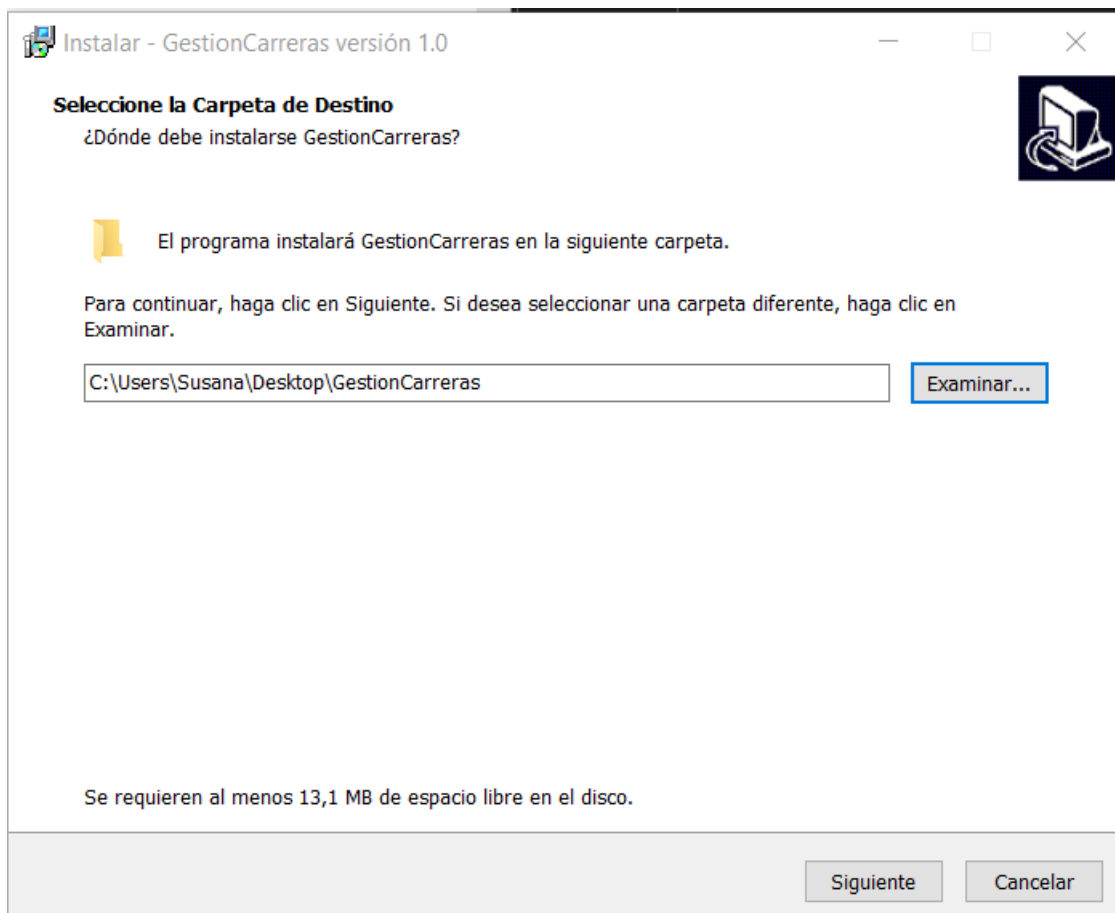 Instalar - GestionCarreras versión 1.0
Seleccione la Carpeta de Destino
¿Dónde debe instalarse GestionCarreras?
El programa instalará GestionCarreras en la siguiente carpeta.
Para continuar, haga clic en Siguiente. Si desea seleccionar una carpeta diferente, haga clic en
Examinar.
C:\Users\Susana\Desktop\GestionCarreras
Examinar...
Se requieren al menos 13,1 MB de espacio libre en el disco.
Siguiente
Cancelar